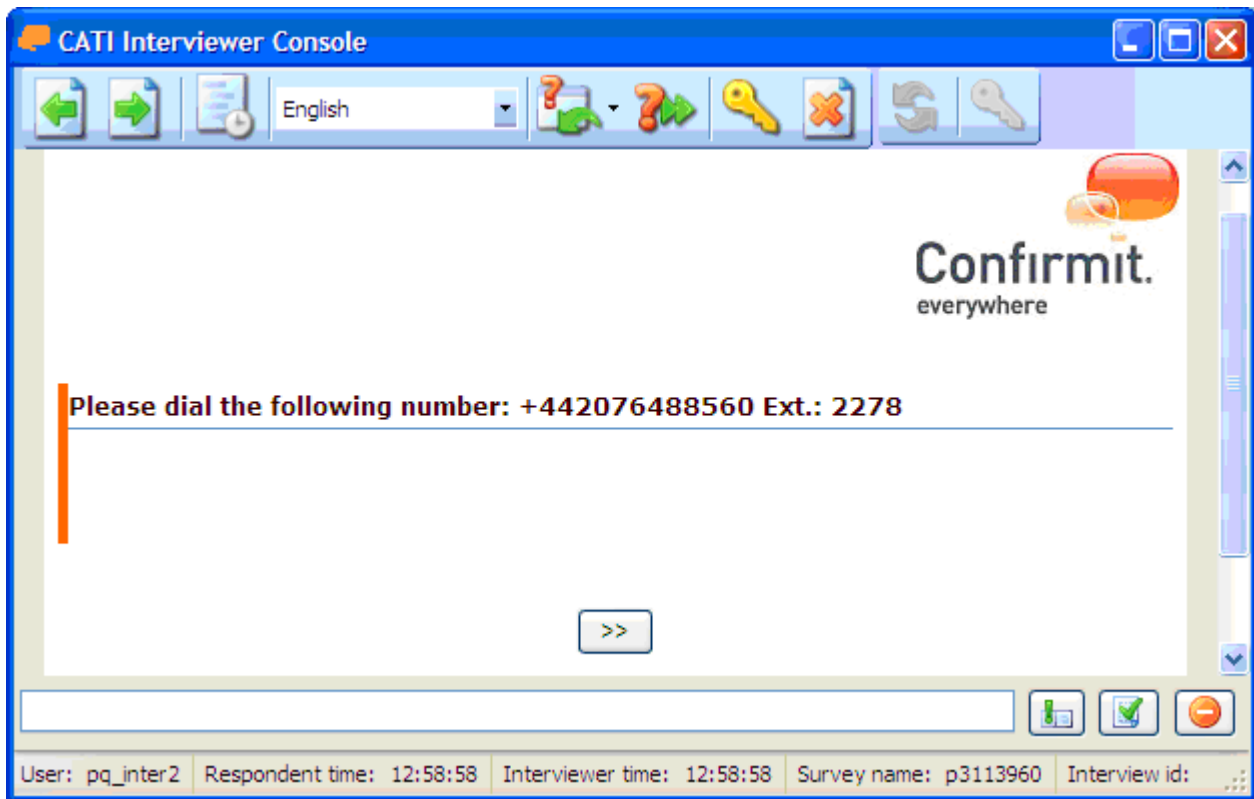 CATI Interviewer Console
English
Confirmit.
everywhere
Please dial the following number: +442076488560 Ext.: 2278
>>
User: pq_inter2 Respondent time: 12:58:58 Interviewer time: 12:58:58 Survey name: p3113960 Interview id: